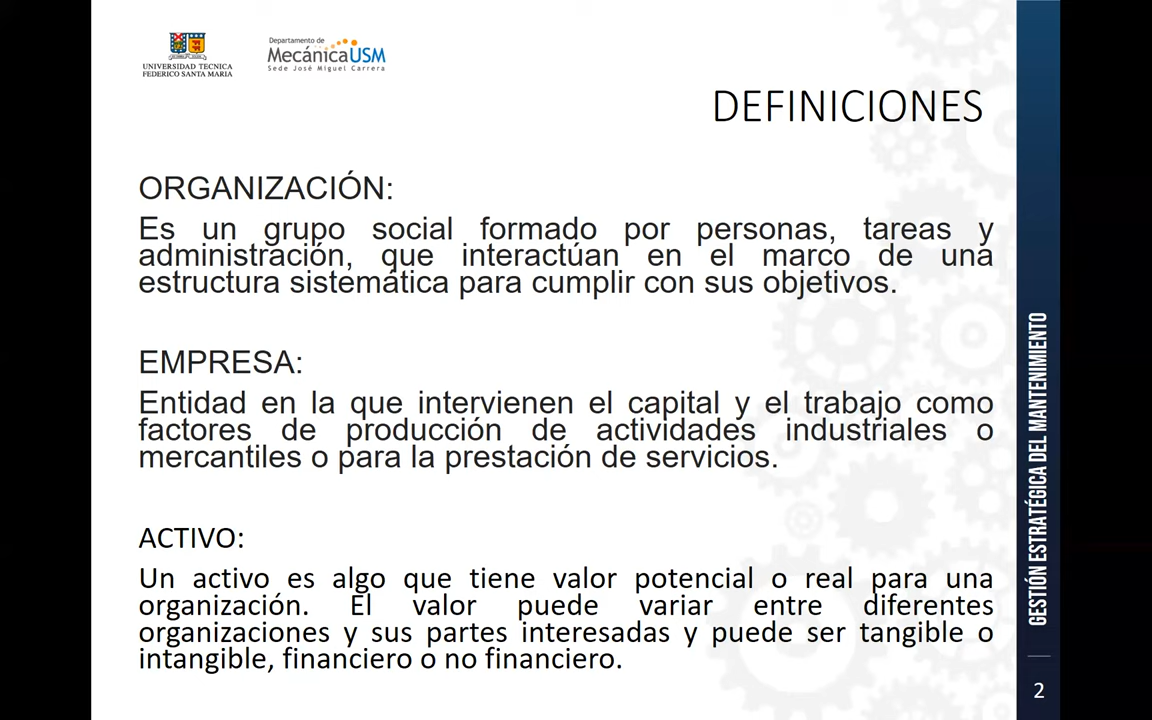 UNIVERSIDAD TECNICA
FEDERICO SANTA MARIA
Departamento de
MecánicaUSM
Sede José Miguel Carrera
DEFINICIONES
ORGANIZACIÓN:
Es un grupo social formado por personas, tareas y
administración, que interactúan en el marco de una
estructura sistemática para cumplir con sus objetivos.
EMPRESA:
Entidad en la que intervienen el capital y el trabajo como
factores de producción de actividades industriales o
mercantiles o para la prestación de servicios.
ACTIVO:
Un activo es algo que tiene valor potencial o real para una
organización. El valor puede variar entre diferentes
organizaciones y sus partes interesadas y puede ser tangible o
intangible, financiero o no financiero.
GESTIÓN ESTRATÉGICA DEL MANTENIMIENTO
2